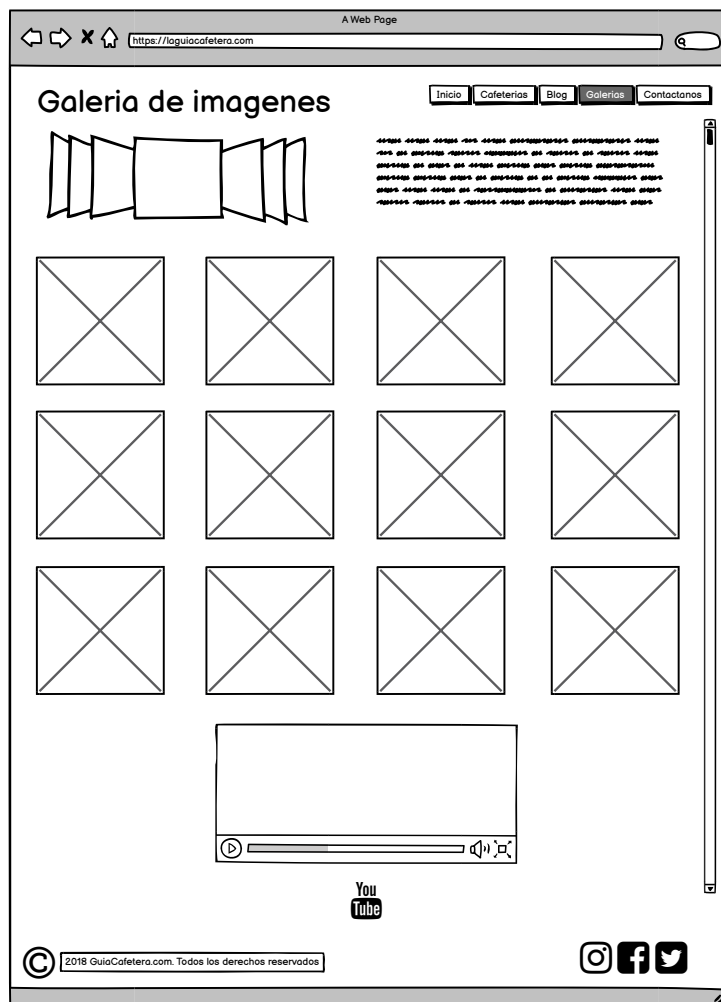 A Web Page
https://laguiacafetera.com
Galeria de imagenes
Inicio
Cafeterias
Blog
Galerias
Contactanos
You
Tube
© 2018 GuiaCafetera.com. Todos los derechos reservados